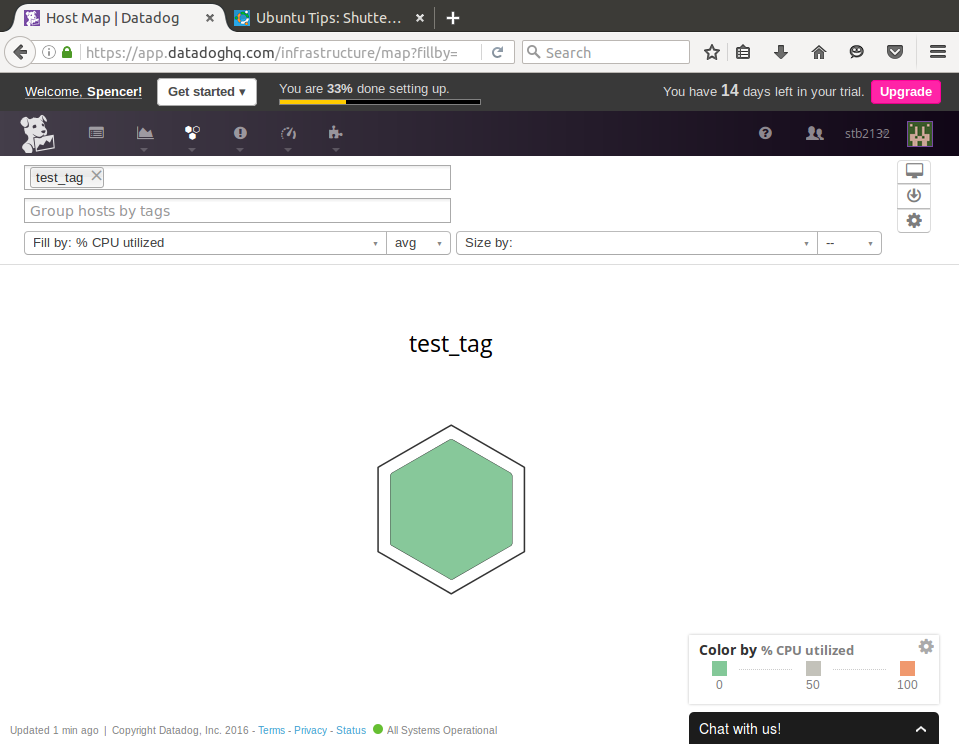 Host Map | Datadog
Ubuntu Tips: Shutte...
https://app.datadoghq.com/infrastructure/map?fillby=
Search
Welcome, Spencer!
Get started ▾
You are 33% done setting up.
You have 14 days left in your trial.
Upgrade
stb2132
test_tag
Group hosts by tags
Fill by: % CPU utilized
avg
Size by:
--
test_tag
Color by % CPU utilized
0 50 100
Updated 1 min ago | Copyright Datadog, Inc. 2016 - Terms - Privacy - Status All Systems Operational
Chat with us!